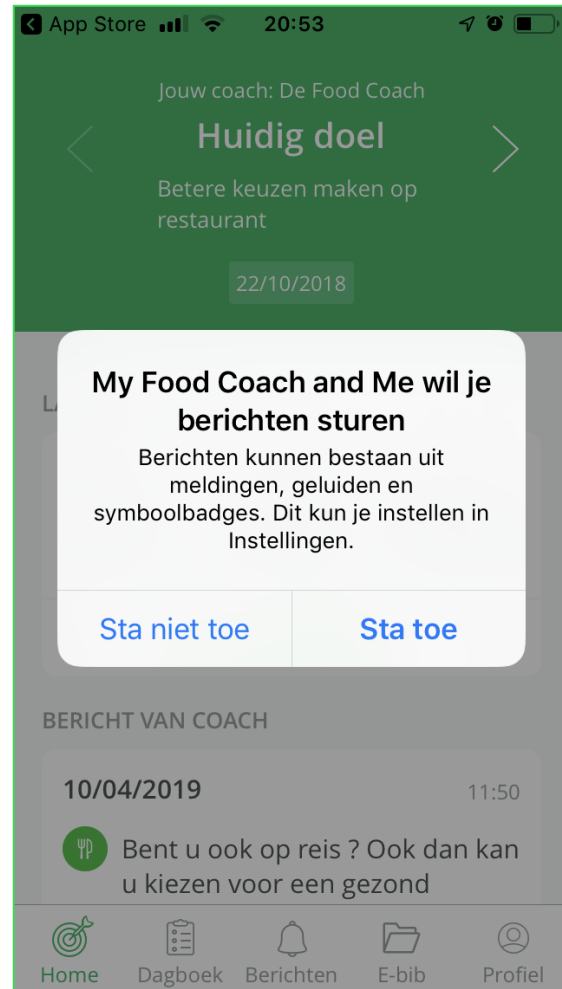 App Store 20:53
Jouw coach: De Food Coach
Huidig doel
Betere keuzen maken op
restaurant
22/10/2018
My Food Coach and Me wil je
berichten sturen
Berichten kunnen bestaan uit
meldingen, geluiden en
symboolbadges. Dit kun je instellen in
Instellingen.
Sta niet toe Sta toe
BERICHT VAN COACH
10/04/2019 11:50
Bent u ook op reis ? Ook dan kan
u kiezen voor een gezond
Home Dagboek Berichten E-bib Profiel